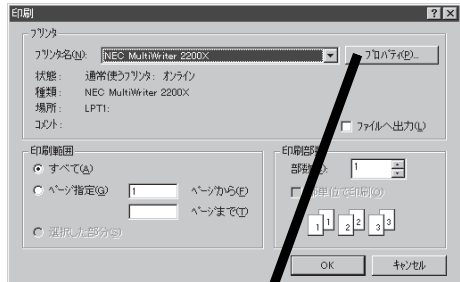 印刷
プリンタ
プリンタ名(N): NEC MultiWriter 2200X プロパティ(P)...
状態: 通常使うプリンタ: オンライン
種類: NEC MultiWriter 2200X
場所: LPT1:
コメント: ファイルへ出力(L)
印刷範囲
すべて(A)
ページ指定(G) 1 ページから(F)
ページまで(T)
選択した部分(S)
印刷部数
部数(C): 1
部単位で印刷(O)
1 1 2 2 3 3
OK キャンセル